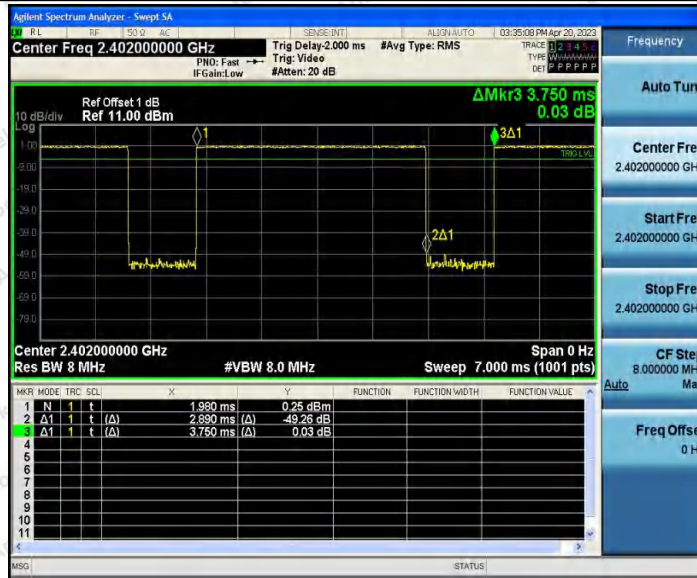 Agilent Spectrum Analyzer - Swept SA
RL RF 50 Ω AC SENSE:INT ALIGN AUTO 03:35:08 PM Apr 20, 2023
Center Freq 2.402000000 GHz
PNO: Fast
IFGain:Low
Trig Delay-2.000 ms
Trig: Video
#Atten: 20 dB
#Avg Type: RMS
TRACE 1 2 3 4 5 6
TYPE
DET P P P P P P
ΔMkr3 3.750 ms
0.03 dB
Ref Offset 1 dB
10 dB/div Ref 11.00 dBm
Log
1.00
-9.00
-19.0
-29.0
-39.0
-49.0
-59.0
-69.0
-79.0
1
3Δ1
TRIG LVL
2Δ1
Center 2.402000000 GHz Span 0 Hz
Res BW 8 MHz #VBW 8.0 MHz Sweep 7.000 ms (1001 pts)
MKR MODE TRC SCL X Y FUNCTION FUNCTION WIDTH FUNCTION VALUE
1 N 1 t 1.980 ms 0.25 dBm
2 Δ1 1 t (Δ) 2.890 ms (Δ) -49.26 dB
3 Δ1 1 t (Δ) 3.750 ms (Δ) 0.03 dB
4
5
6
7
8
9
10
11
MSG STATUS
Frequency
Auto Tun
Center Fre
2.402000000 GH
Start Fre
2.402000000 GH
Stop Fre
2.402000000 GH
CF Ste
8.000000 MH
Auto Ma
Freq Offse
0 H